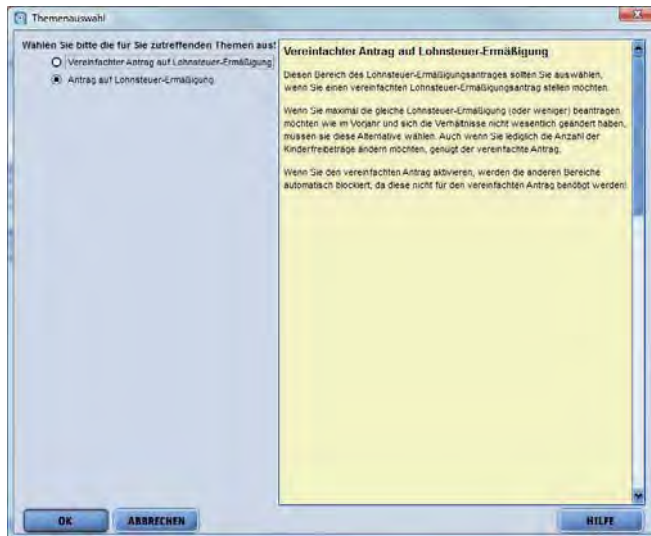 Themenauswahl
Wählen Sie bitte die für Sie zutreffenden Themen aus!
Vereinfachter Antrag auf Lohnsteuer-Ermäßigung
Antrag auf Lohnsteuer-Ermäßigung
Vereinfachter Antrag auf Lohnsteuer-Ermäßigung
Diesen Bereich des Lohnsteuer-Ermäßigungsantrages sollten Sie auswählen,
wenn Sie einen vereinfachten Lohnsteuer-Ermäßigungsantrag stellen möchten.
Wenn Sie maximal die gleiche Lohnsteuer-Ermäßigung (oder weniger) beantragen
möchten wie im Vorjahr und sich die Verhältnisse nicht wesentlich geändert haben,
müssen sie diese Alternative wählen. Auch wenn Sie lediglich die Anzahl der
Kinderfreibeträge ändern möchten, genügt der vereinfachte Antrag.
Wenn Sie den vereinfachten Antrag aktivieren, werden die anderen Bereiche
automatisch blockiert, da diese nicht für den vereinfachten Antrag benötigt werden!
OK
ABBRECHEN
HILFE